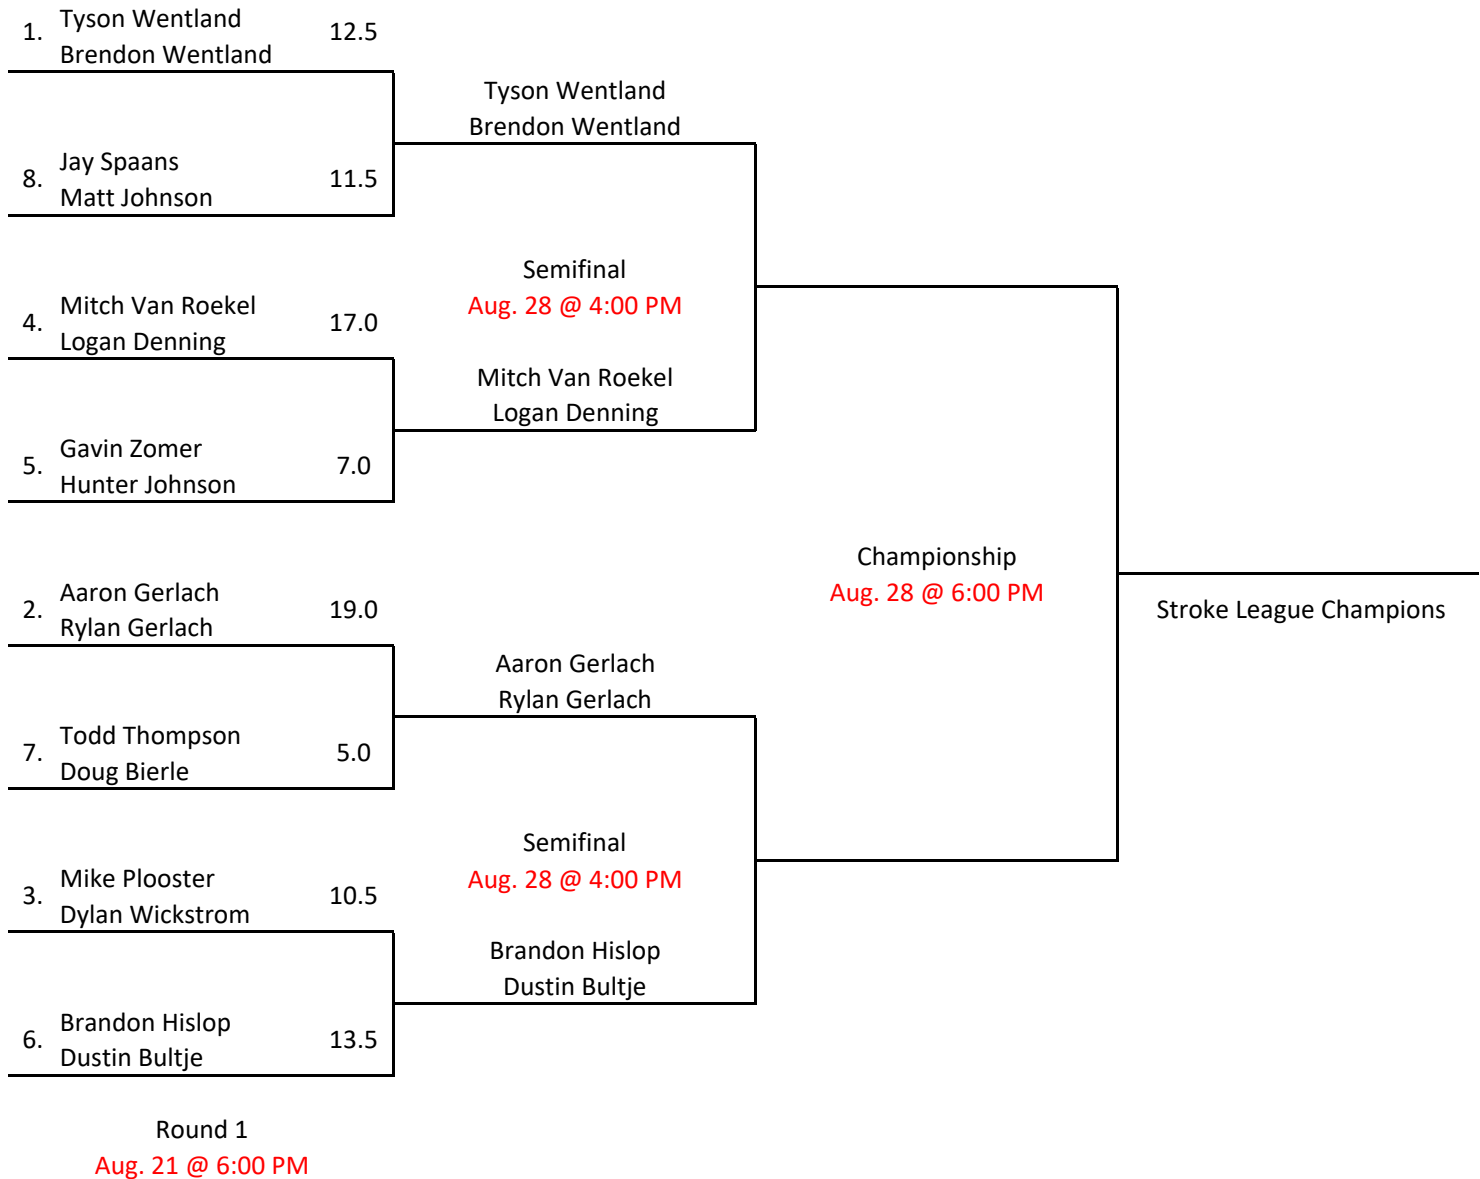 1. Tyson Wentland 12.5
Brendon Wentland
8. Jay Spaans 11.5
Matt Johnson
4. Mitch Van Roekel 17.0
Logan Denning
5. Gavin Zomer 7.0
Hunter Johnson
2. Aaron Gerlach 19.0
Rylan Gerlach
7. Todd Thompson 5.0
Doug Bierle
3. Mike Plooster 10.5
Dylan Wickstrom
6. Brandon Hislop 13.5
Dustin Bultje
Round 1
Aug. 21 @ 6:00 PM
Tyson Wentland
Brendon Wentland
Semifinal
Aug. 28 @ 4:00 PM
Mitch Van Roekel
Logan Denning
Aaron Gerlach
Rylan Gerlach
Semifinal
Aug. 28 @ 4:00 PM
Brandon Hislop
Dustin Bultje
Championship
Aug. 28 @ 6:00 PM
Stroke League Champions